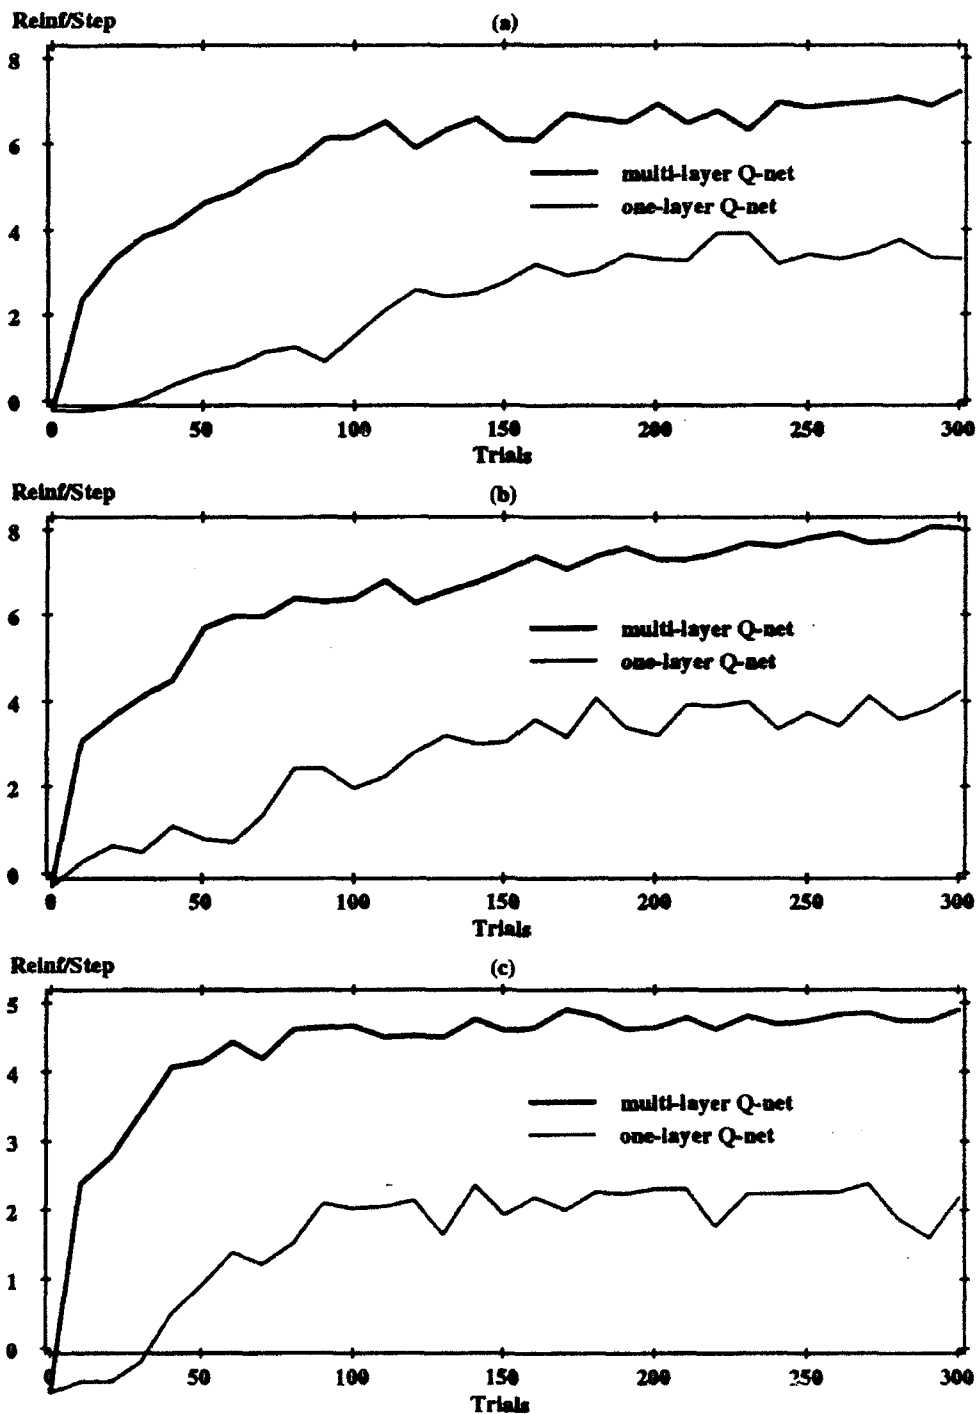 Reinf/Step (a)
8
6
multi-layer Q-net
one-layer Q-net
4
2
0
0 50 100 150 200 250 300
Trials
Reinf/Step (b)
8
6
multi-layer Q-net
one-layer Q-net
4
2
0
0 50 100 150 200 250 300
Trials
Reinf/Step (c)
5
4
multi-layer Q-net
one-layer Q-net
3
2
1
0
0 50 100 150 200 250 300
Trials